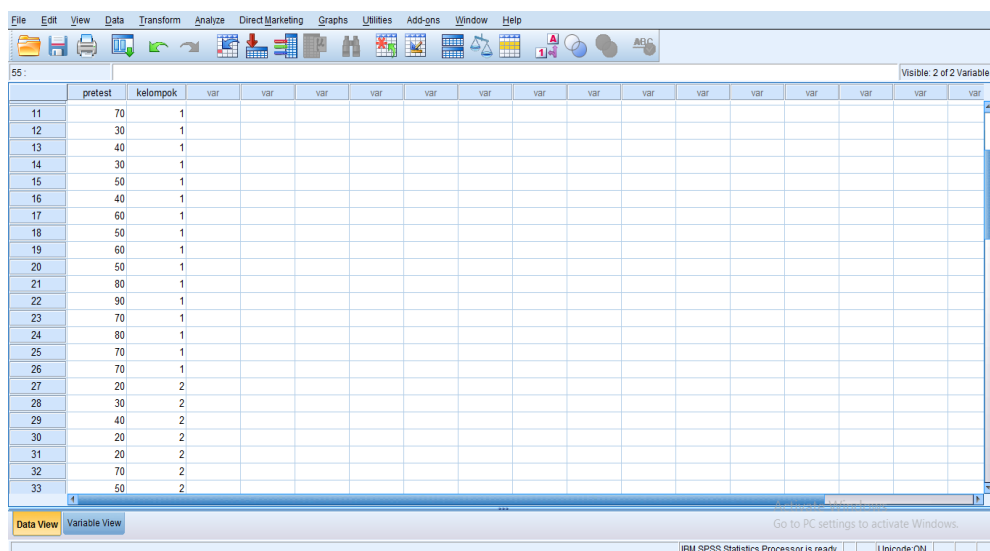 File Edit View Data Transform Analyze Direct Marketing Graphs Utilities Add-ons Window Help
55 :
Visible: 2 of 2 Variable
pretest kelompok var var var var var var var var var var var var var var var
11 70 1
12 30 1
13 40 1
14 30 1
15 50 1
16 40 1
17 60 1
18 50 1
19 60 1
20 50 1
21 80 1
22 90 1
23 70 1
24 80 1
25 70 1
26 70 1
27 20 2
28 30 2
29 40 2
30 20 2
31 20 2
32 70 2
33 50 2
Data View Variable View
Go to PC settings to activate Windows.
IBM SPSS Statistics Processor is ready Unicode:ON